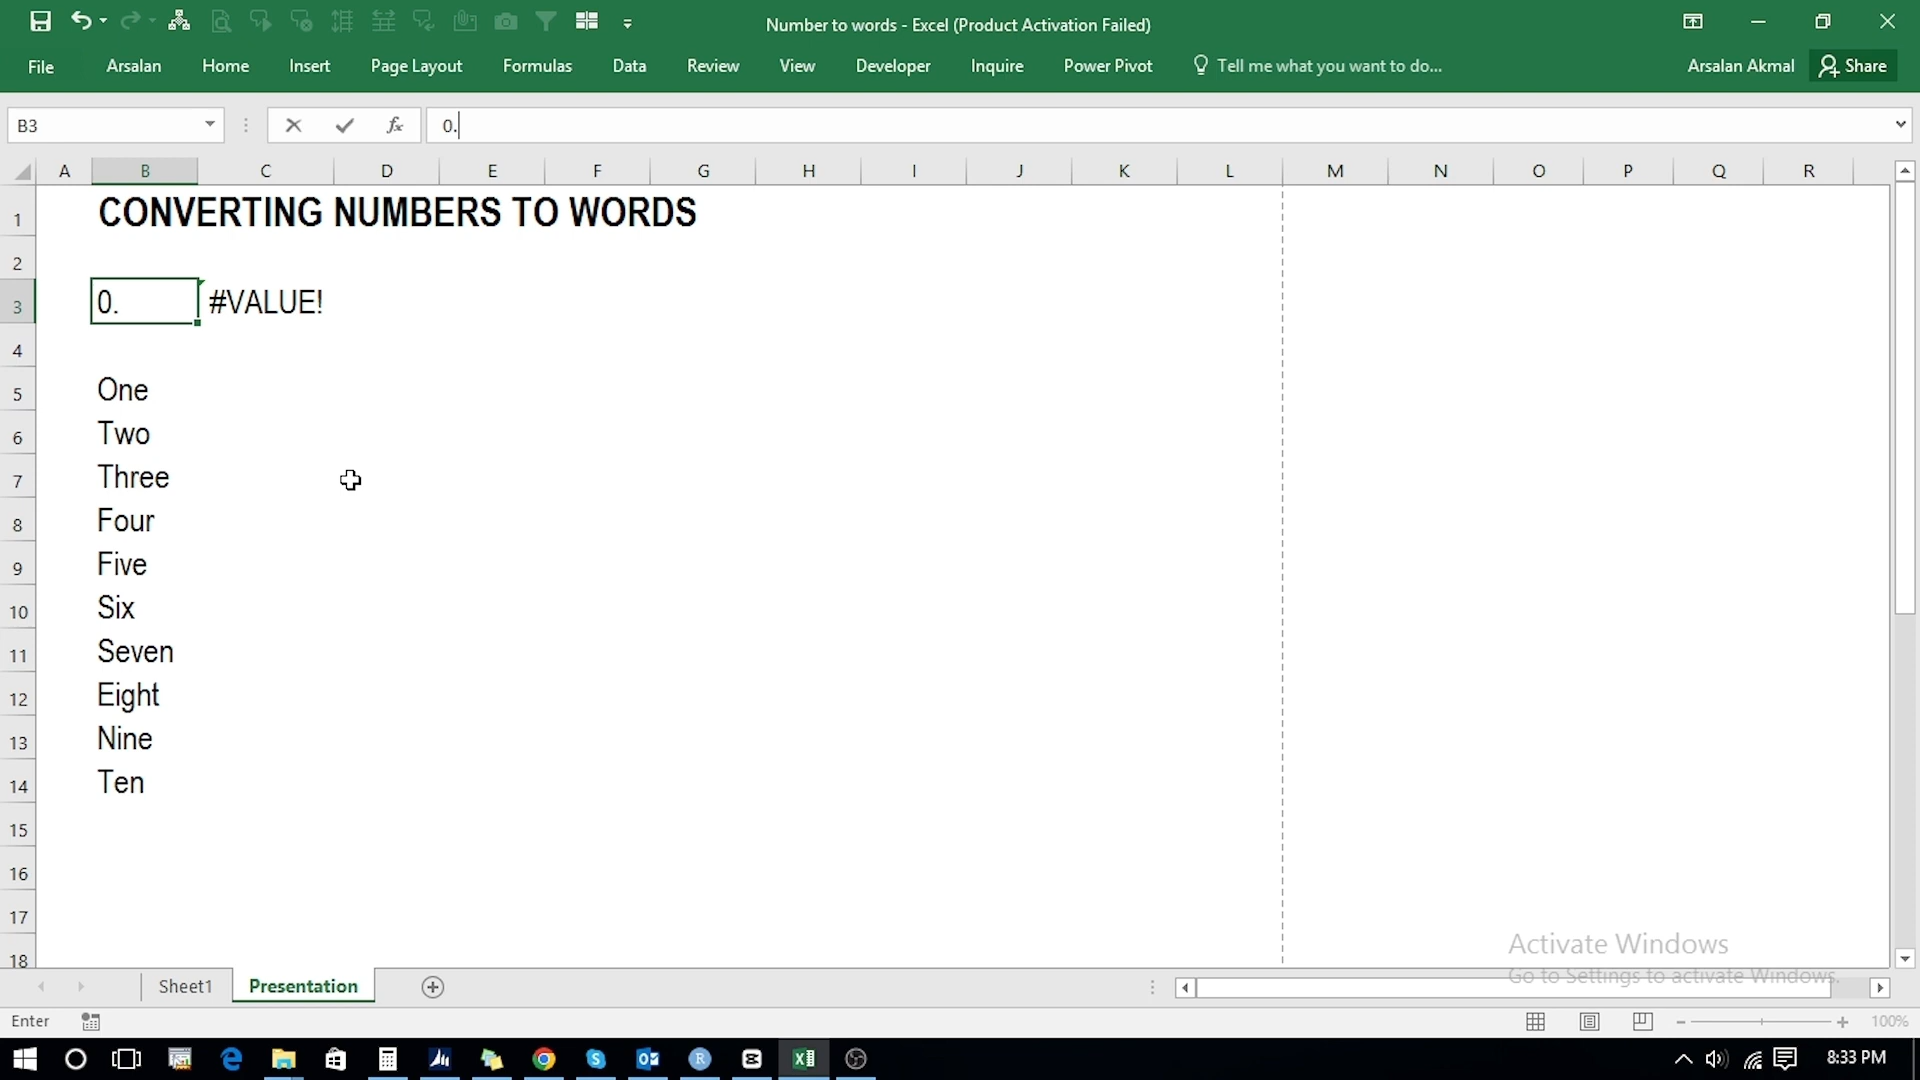 Number to words - Excel (Product Activation Failed)
File Arsalan Home Insert Page Layout Formulas Data Review View Developer Inquire Power Pivot Tell me what you want to do... Arsalan Akmal Share
B3 fx 0.
A B C D E F G H I J K L M N O P Q R
1 CONVERTING NUMBERS TO WORDS
2
3 0. #VALUE!
4
5 One
6 Two
7 Three
8 Four
9 Five
10 Six
11 Seven
12 Eight
13 Nine
14 Ten
15
16
17
18
Activate Windows
Go to Settings to activate Windows.
Sheet1 Presentation
Enter 100%
8:33 PM